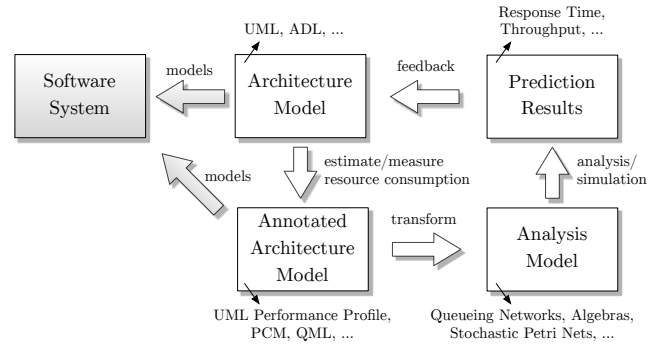 UML, ADL, ...
Response Time,
Throughput, ...
Software
System
models
Architecture
Model
feedback
Prediction
Results
estimate/measure
resource consumption
analysis/
simulation
models
Annotated
Architecture
Model
transform
Analysis
Model
UML Performance Profile,
PCM, QML, ...
Queueing Networks, Algebras,
Stochastic Petri Nets, ...